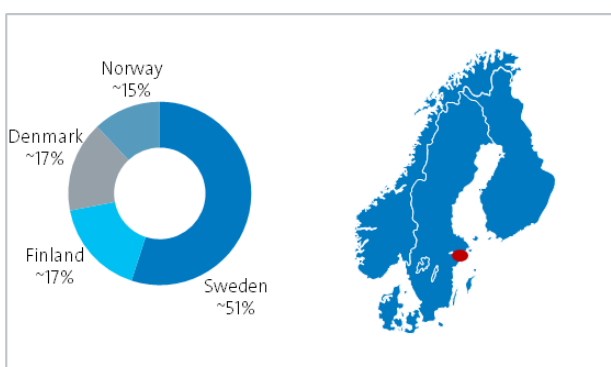 Norway
~15%
Denmark
~17%
Finland
~17%
Sweden
~51%